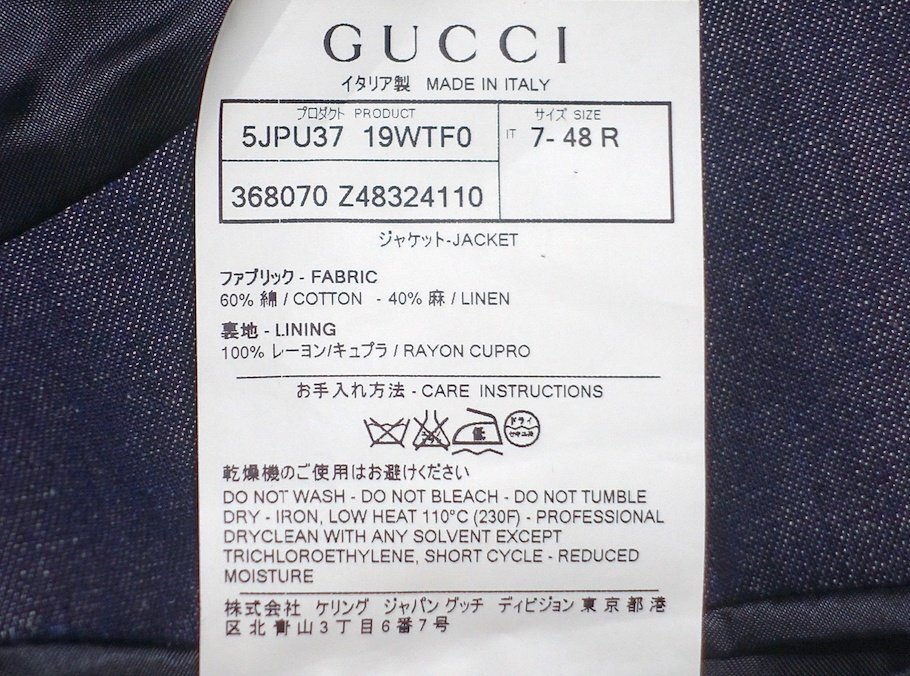 GUCCI
イタリア製 MADE IN ITALY
プロダクト PRODUCT
サイズ SIZE
5JPU37 19WTF0
IT 7- 48 R
368070 Z48324110
ジャケット-JACKET
ファブリック - FABRIC
60% 綿 / COTTON - 40% 麻 / LINEN
裏地 - LINING
100% レーヨン/キュプラ / RAYON CUPRO
お手入れ方法 - CARE INSTRUCTIONS
低 ドライ
乾燥機のご使用はお避けください
DO NOT WASH - DO NOT BLEACH - DO NOT TUMBLE
DRY - IRON, LOW HEAT 110°C (230F) - PROFESSIONAL
DRYCLEAN WITH ANY SOLVENT EXCEPT
TRICHLOROETHYLENE, SHORT CYCLE - REDUCED
MOISTURE
株式会社 ケリング ジャパン グッチ ディビジョン 東京都港
区北青山3丁目6番7号